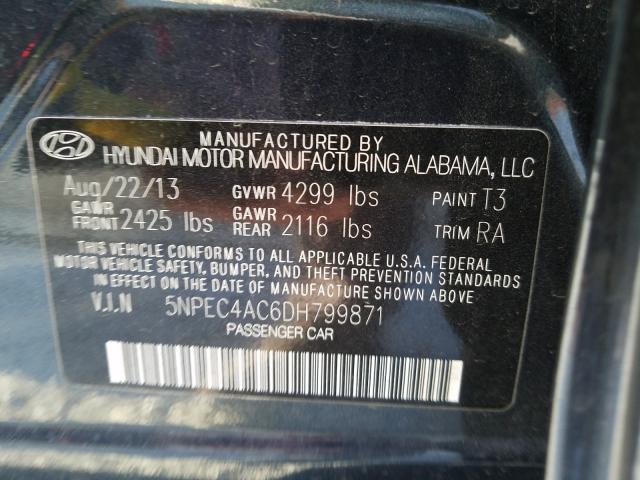 MANUFACTURED BY
HYUNDAI MOTOR MANUFACTURING ALABAMA, LLC
Aug/22/13 GVWR 4299 lbs PAINT T3
GAWR FRONT 2425 lbs GAWR REAR 2116 lbs TRIM RA
THIS VEHICLE CONFORMS TO ALL APPLICABLE U.S.A. FEDERAL
MOTOR VEHICLE SAFETY, BUMPER, AND THEFT PREVENTION STANDARDS
IN EFFECT ON THE DATE OF MANUFACTURE SHOWN ABOVE
V.I.N 5NPEC4AC6DH799871
PASSENGER CAR